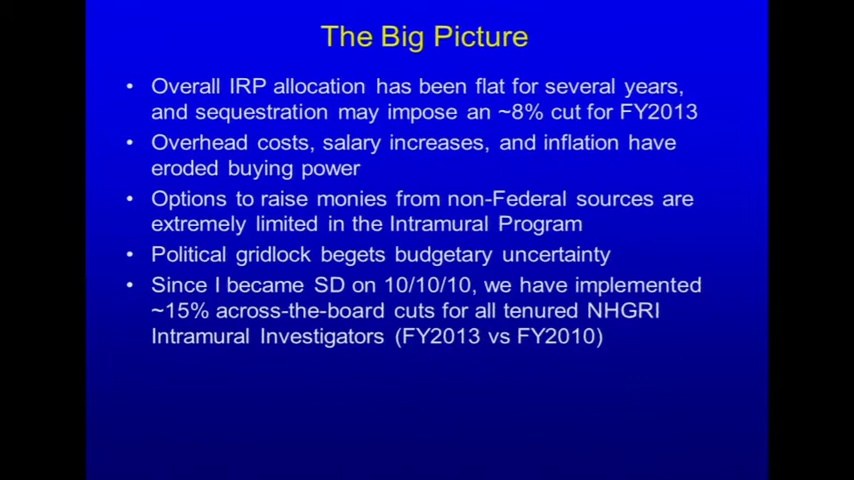 The Big Picture
• Overall IRP allocation has been flat for several years,
and sequestration may impose an ~8% cut for FY2013
• Overhead costs, salary increases, and inflation have
eroded buying power
• Options to raise monies from non-Federal sources are
extremely limited in the Intramural Program
• Political gridlock begets budgetary uncertainty
• Since I became SD on 10/10/10, we have implemented
~15% across-the-board cuts for all tenured NHGRI
Intramural Investigators (FY2013 vs FY2010)